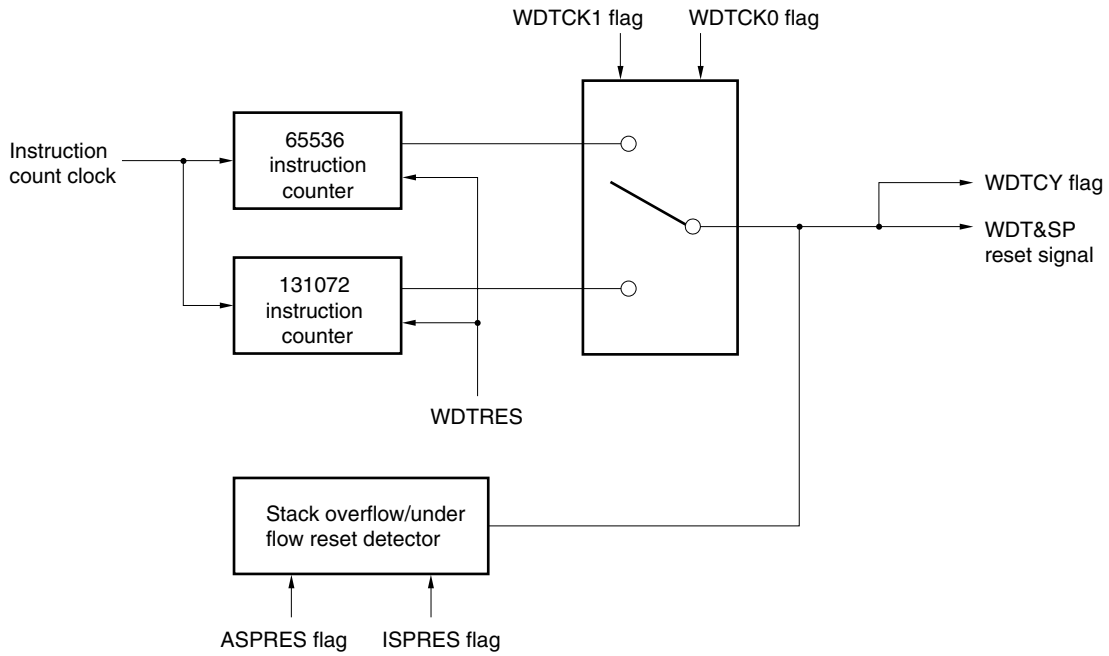 WDTCK1 flag
WDTCK0 flag
Instruction
count clock
65536
instruction
counter
131072
instruction
counter
WDTRES
WDTCY flag
WDT&SP
reset signal
Stack overflow/under
flow reset detector
ASPRES flag
ISPRES flag